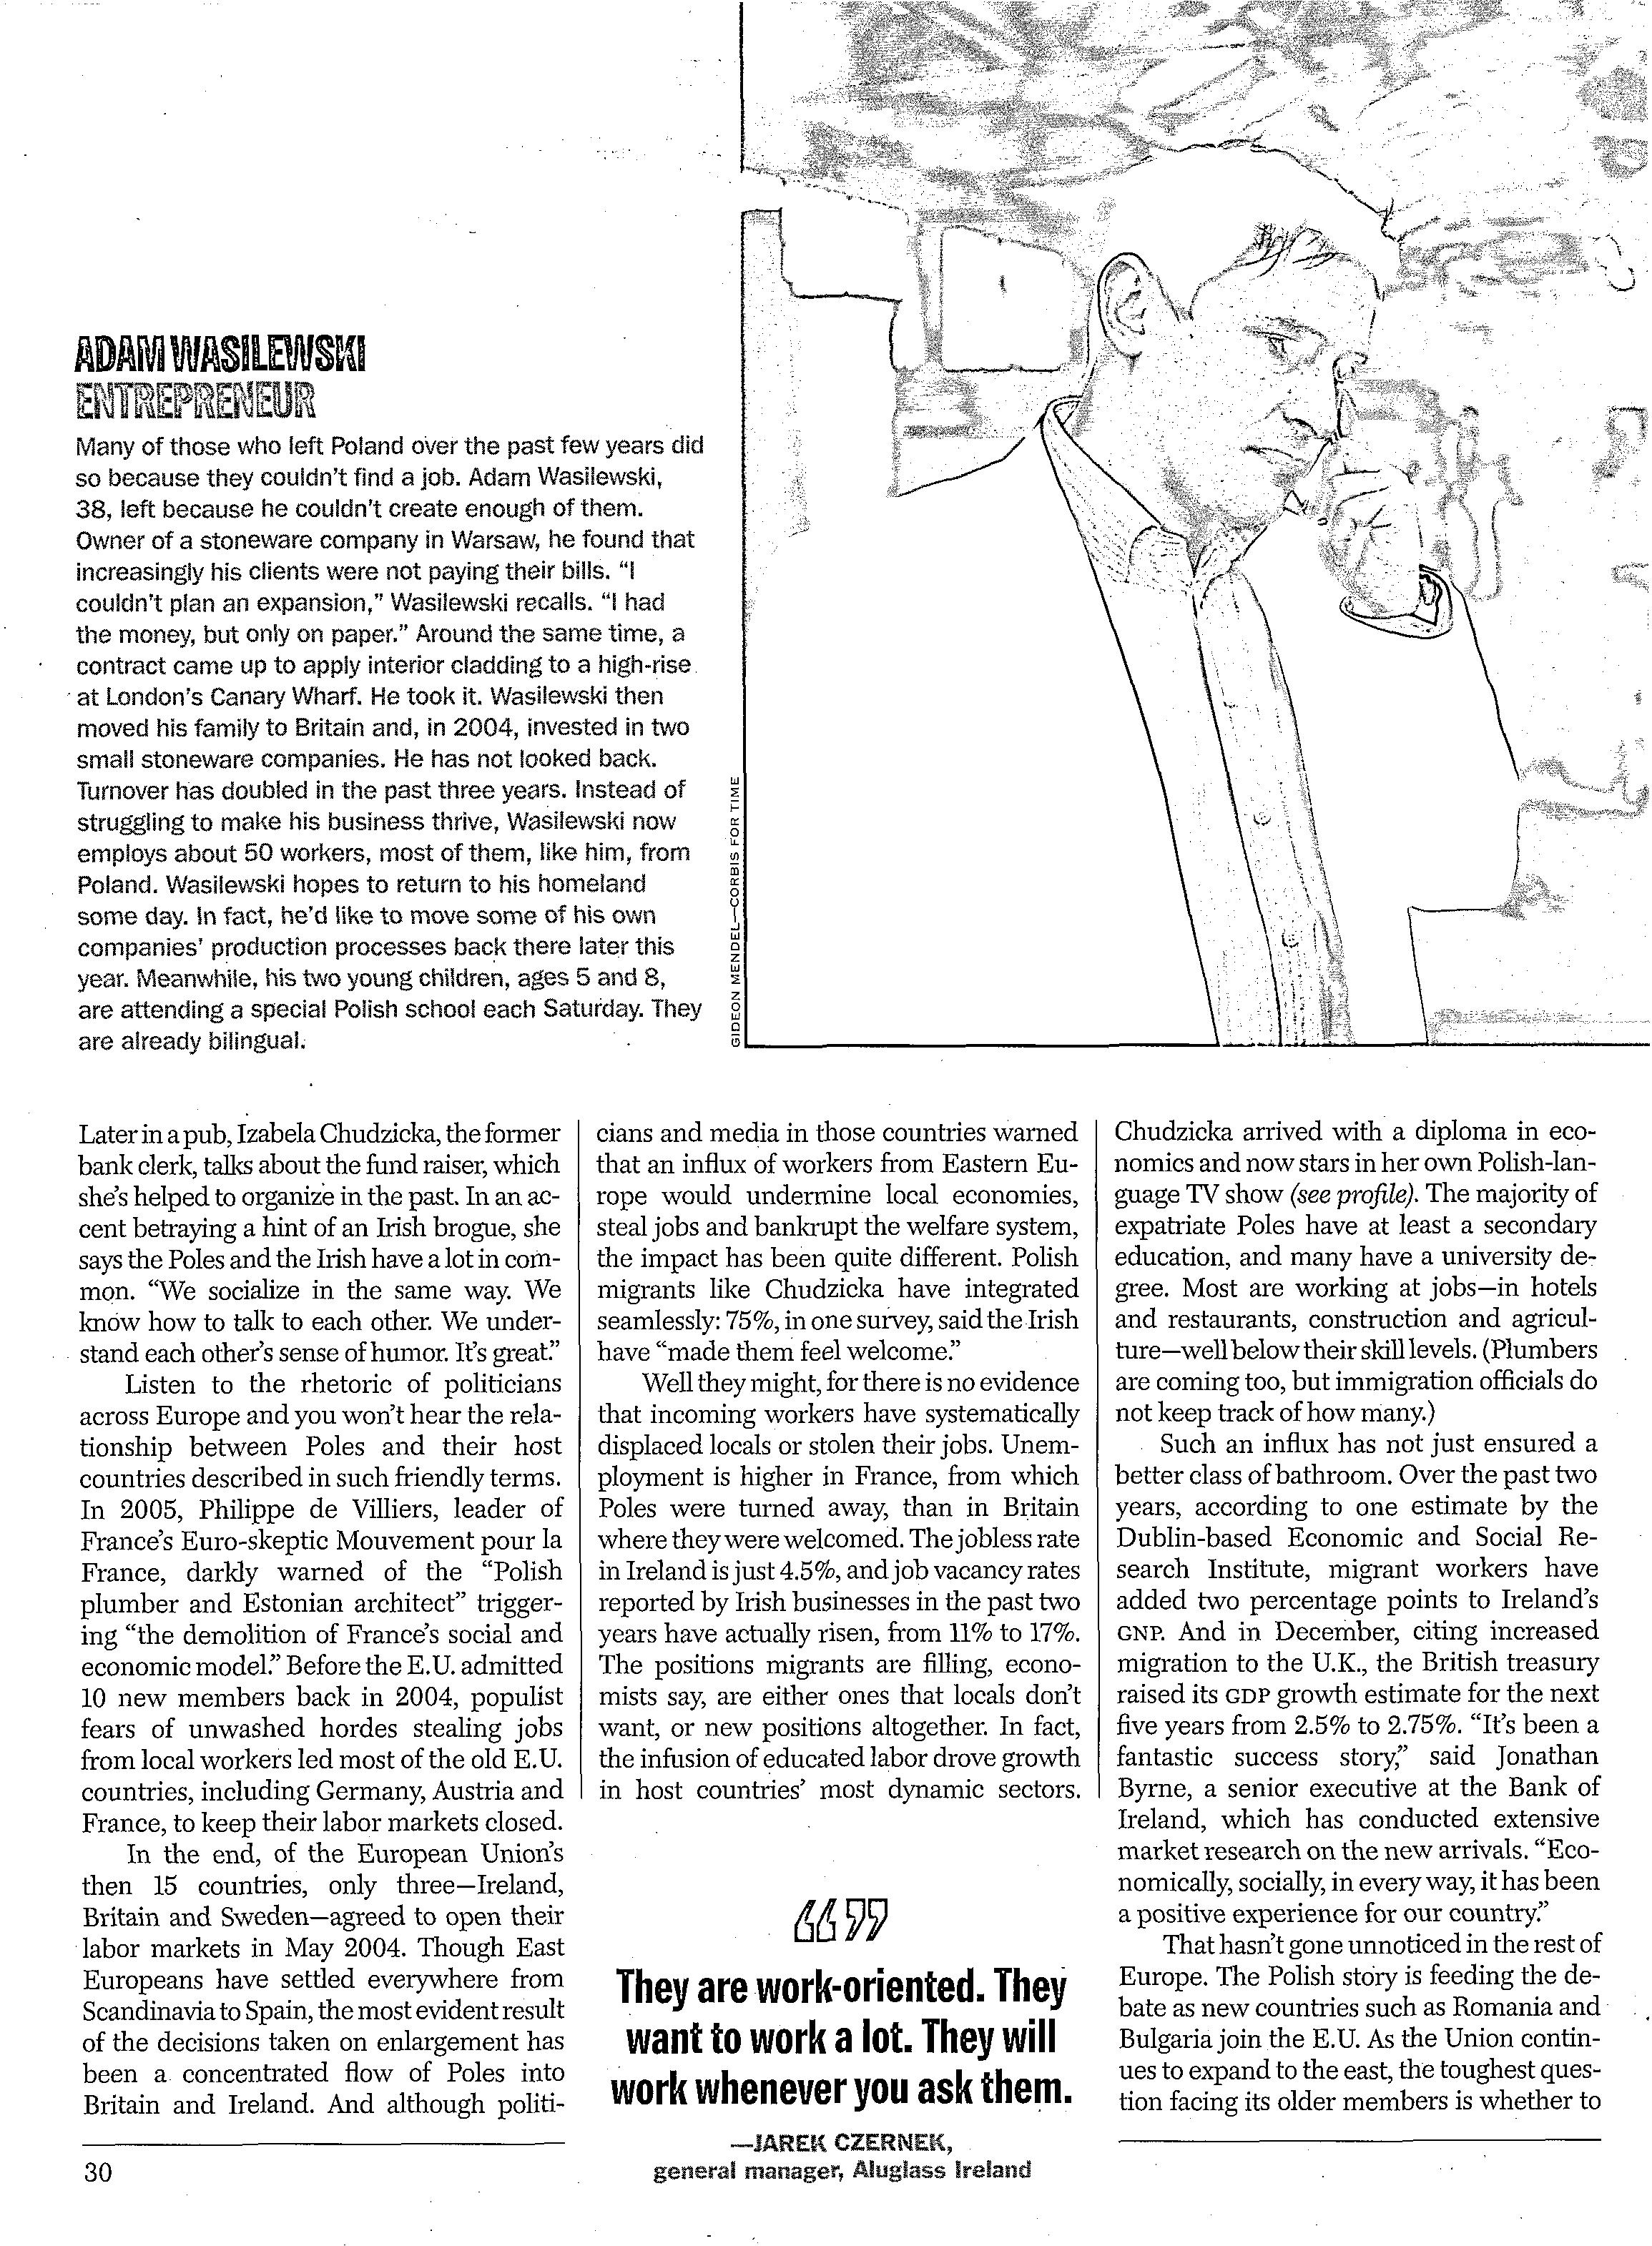 ADAM WASILEWSKI
ENTREPRENEUR
Many of those who left Poland over the past few years did
so because they couldn't find a job. Adam Wasilewski,
38, left because he couldn't create enough of them.
Owner of a stoneware company in Warsaw, he found that
increasingly his clients were not paying their bills. “I
couldn't plan an expansion,” Wasilewski recalls. “I had
the money, but only on paper.” Around the same time, a
contract came up to apply interior cladding to a high-rise
at London's Canary Wharf. He took it. Wasilewski then
moved his family to Britain and, in 2004, invested in two
small stoneware companies. He has not looked back.
Turnover has doubled in the past three years. Instead of
struggling to make his business thrive, Wasilewski now
employs about 50 workers, most of them, like him, from
Poland. Wasilewski hopes to return to his homeland
some day. In fact, he'd like to move some of his own
companies' production processes back there later this
year. Meanwhile, his two young children, ages 5 and 8,
are attending a special Polish school each Saturday. They
are already bilingual.
GIDEON MENDEL—CORBIS FOR TIME
Later in a pub, Izabela Chudzicka, the former
bank clerk, talks about the fund raiser, which
she's helped to organize in the past. In an ac-
cent betraying a hint of an Irish brogue, she
says the Poles and the Irish have a lot in com-
mon. “We socialize in the same way. We
know how to talk to each other. We under-
stand each other's sense of humor. It's great.”
Listen to the rhetoric of politicians
across Europe and you won't hear the rela-
tionship between Poles and their host
countries described in such friendly terms.
In 2005, Philippe de Villiers, leader of
France's Euro-skeptic Mouvement pour la
France, darkly warned of the “Polish
plumber and Estonian architect” trigger-
ing “the demolition of France's social and
economic model.” Before the E.U. admitted
10 new members back in 2004, populist
fears of unwashed hordes stealing jobs
from local workers led most of the old E.U.
countries, including Germany, Austria and
France, to keep their labor markets closed.
In the end, of the European Union's
then 15 countries, only three—Ireland,
Britain and Sweden—agreed to open their
labor markets in May 2004. Though East
Europeans have settled everywhere from
Scandinavia to Spain, the most evident result
of the decisions taken on enlargement has
been a concentrated flow of Poles into
Britain and Ireland. And although politi-
cians and media in those countries warned
that an influx of workers from Eastern Eu-
rope would undermine local economies,
steal jobs and bankrupt the welfare system,
the impact has been quite different. Polish
migrants like Chudzicka have integrated
seamlessly: 75%, in one survey, said the Irish
have “made them feel welcome.”
Well they might, for there is no evidence
that incoming workers have systematically
displaced locals or stolen their jobs. Unem-
ployment is higher in France, from which
Poles were turned away, than in Britain
where they were welcomed. The jobless rate
in Ireland is just 4.5%, and job vacancy rates
reported by Irish businesses in the past two
years have actually risen, from 11% to 17%.
The positions migrants are filling, econo-
mists say, are either ones that locals don't
want, or new positions altogether. In fact,
the infusion of educated labor drove growth
in host countries' most dynamic sectors.
“”
They are work-oriented. They
want to work a lot. They will
work whenever you ask them.
—JAREK CZERNEK,
general manager, Aluglass Ireland
Chudzicka arrived with a diploma in eco-
nomics and now stars in her own Polish-lan-
guage TV show (see profile). The majority of
expatriate Poles have at least a secondary
education, and many have a university de-
gree. Most are working at jobs—in hotels
and restaurants, construction and agricul-
ture—well below their skill levels. (Plumbers
are coming too, but immigration officials do
not keep track of how many.)
Such an influx has not just ensured a
better class of bathroom. Over the past two
years, according to one estimate by the
Dublin-based Economic and Social Re-
search Institute, migrant workers have
added two percentage points to Ireland's
GNP. And in December, citing increased
migration to the U.K., the British treasury
raised its GDP growth estimate for the next
five years from 2.5% to 2.75%. “It's been a
fantastic success story,” said Jonathan
Byrne, a senior executive at the Bank of
Ireland, which has conducted extensive
market research on the new arrivals. “Eco-
nomically, socially, in every way, it has been
a positive experience for our country.”
That hasn't gone unnoticed in the rest of
Europe. The Polish story is feeding the de-
bate as new countries such as Romania and
Bulgaria join the E.U. As the Union contin-
ues to expand to the east, the toughest ques-
tion facing its older members is whether to
30